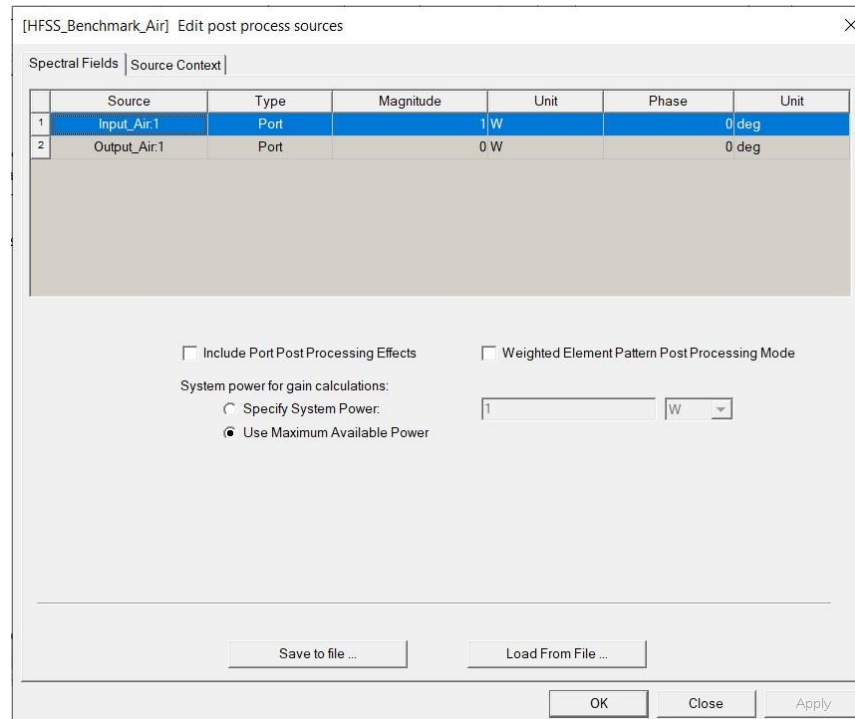 [HFSS_Benchmark_Air] Edit post process sources
Spectral Fields Source Context
Source Type Magnitude Unit Phase Unit
1 Input_Air:1 Port 1 W 0 deg
2 Output_Air:1 Port 0 W 0 deg
Include Port Post Processing Effects Weighted Element Pattern Post Processing Mode
System power for gain calculations:
Specify System Power: 1 W
Use Maximum Available Power
Save to file ... Load From File ...
OK Close Apply